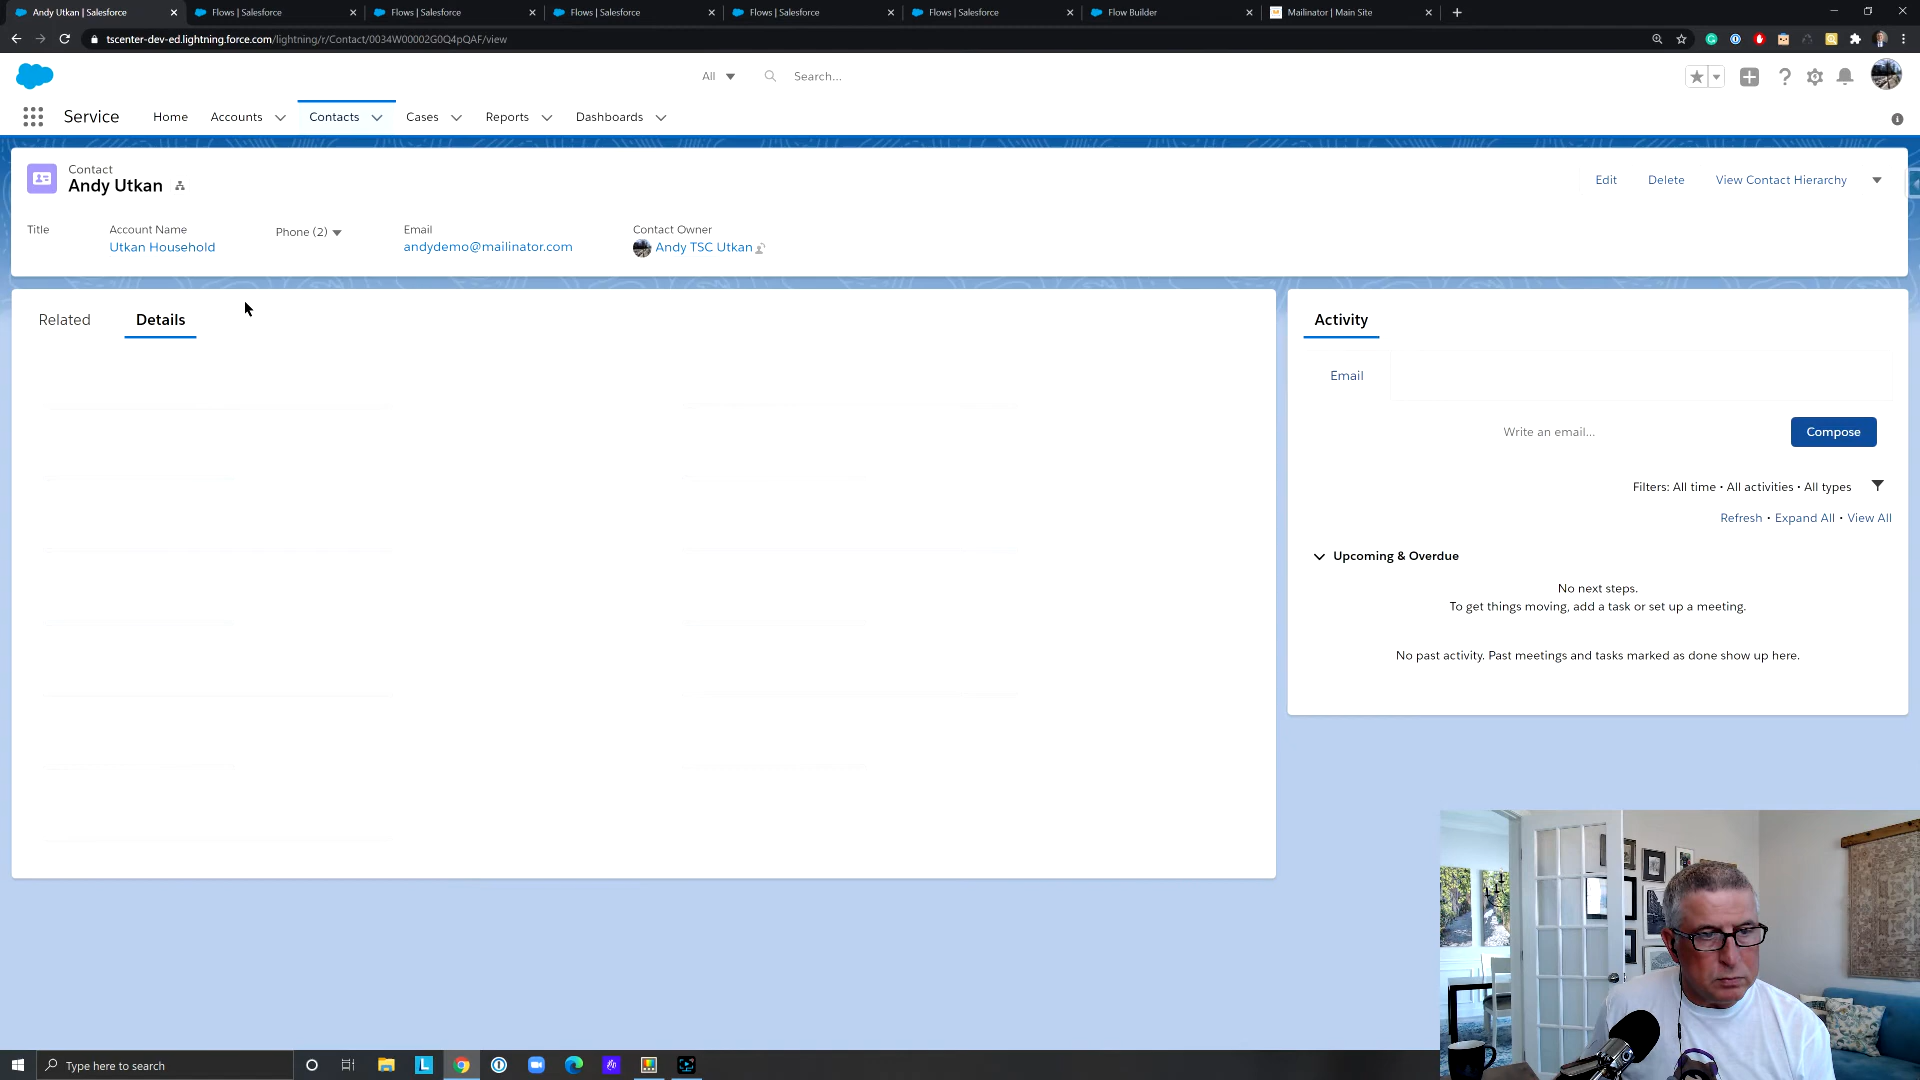 Andy Utkan | Salesforce
Flows | Salesforce
Flows | Salesforce
Flows | Salesforce
Flows | Salesforce
Flows | Salesforce
Flow Builder
Mailinator | Main Site
tscenter-dev-ed.lightning.force.com/lightning/r/Contact/0034W00002G0Q4pQAF/view
All
Search...
Service
Home
Accounts
Contacts
Cases
Reports
Dashboards
Contact
Andy Utkan
Edit
Delete
View Contact Hierarchy
Title
Account Name
Utkan Household
Phone (2)
Email
andydemo@mailinator.com
Contact Owner
Andy TSC Utkan
Related
Details
Activity
Email
Write an email...
Compose
Filters: All time • All activities • All types
Refresh • Expand All • View All
Upcoming & Overdue
No next steps.
To get things moving, add a task or set up a meeting.
No past activity. Past meetings and tasks marked as done show up here.
Type here to search